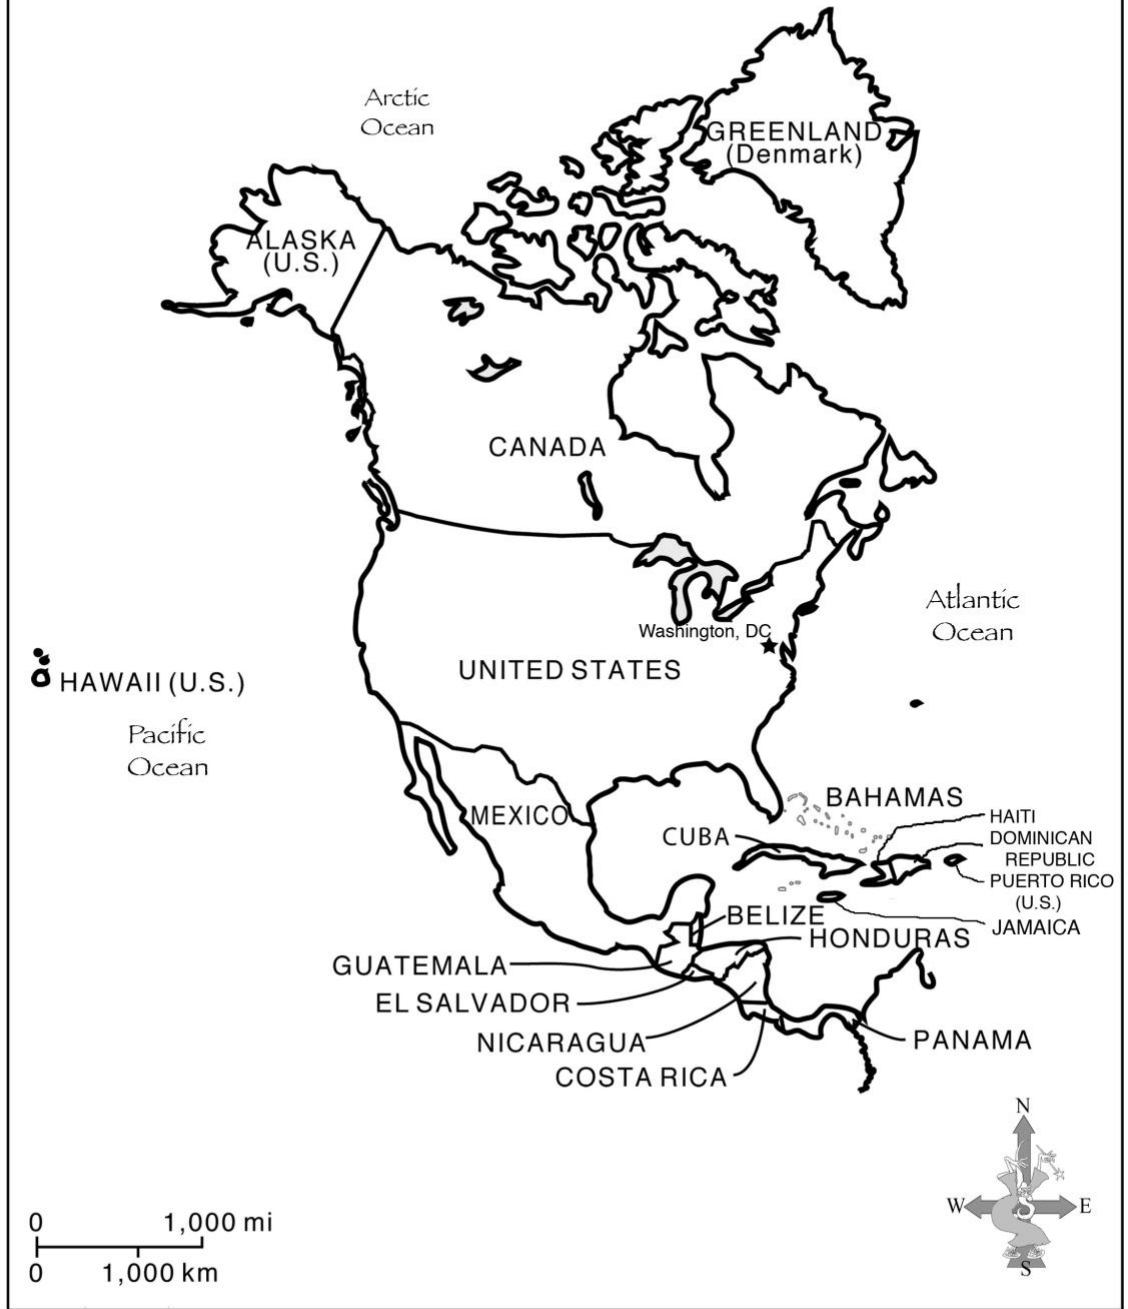 Arctic
Ocean
GREENLAND
(Denmark)
ALASKA
(U.S.)
CANADA
Atlantic
Ocean
Washington, DC
UNITED STATES
HAWAII (U.S.)
Pacific
Ocean
MEXICO
BAHAMAS
CUBA
HAITI
DOMINICAN
REPUBLIC
PUERTO RICO
(U.S.)
JAMAICA
BELIZE
HONDURAS
GUATEMALA
EL SALVADOR
NICARAGUA
COSTA RICA
PANAMA
N
W
S
E
S
0 1,000 mi
0 1,000 km